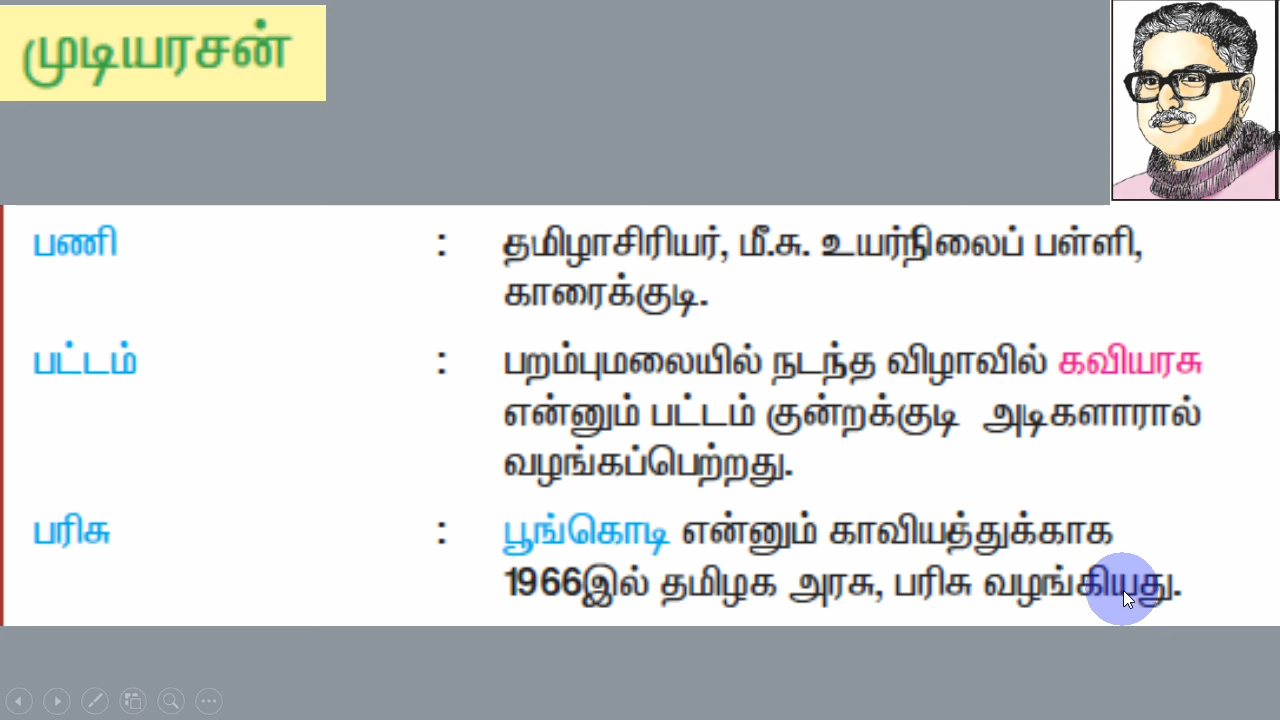 முடியரசன்
பணி : தமிழாசிரியர், மீ.சு. உயர்நிலைப் பள்ளி,
காரைக்குடி.
பட்டம் : பறம்புமலையில் நடந்த விழாவில் கவியரசு
என்னும் பட்டம் குன்றக்குடி அடிகளாரால்
வழங்கப்பெற்றது.
பரிசு : பூங்கொடி என்னும் காவியத்துக்காக
1966இல் தமிழக அரசு, பரிசு வழங்கியது.